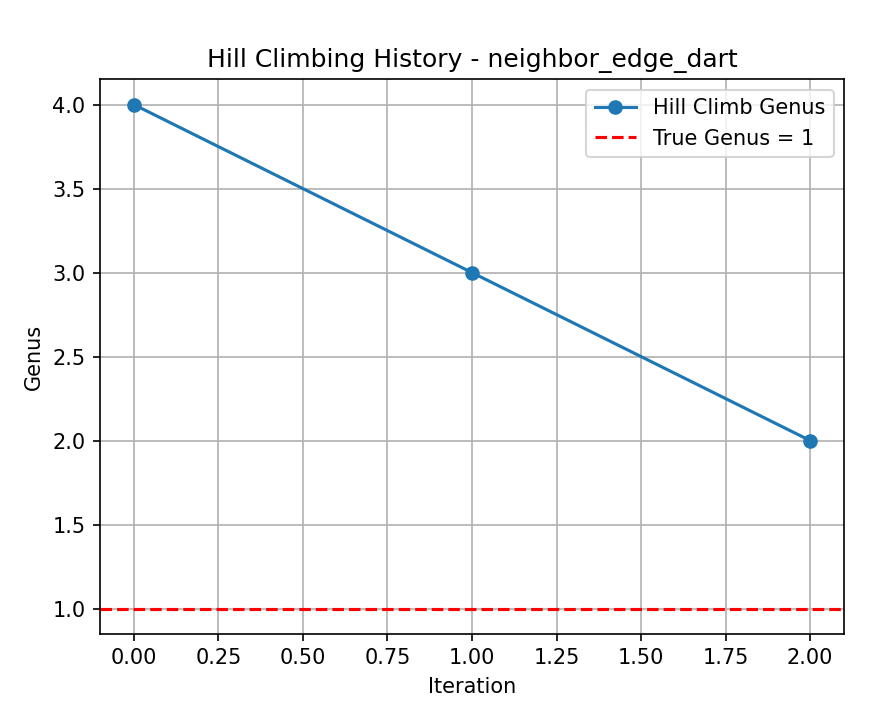 Hill Climbing History - neighbor_edge_dart
Hill Climb Genus
True Genus = 1
4.0
3.5
3.0
2.5
2.0
1.5
1.0
Genus
0.00 0.25 0.50 0.75 1.00 1.25 1.50 1.75 2.00
Iteration